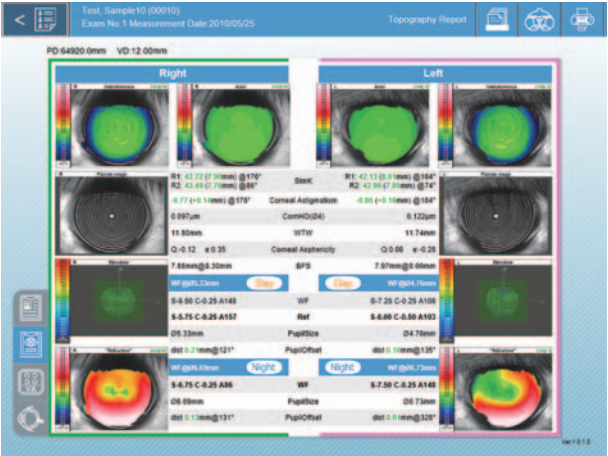 Test, Sample10 (00010)
Exam No.1 Measurement Date:2010/05/25
Topography Report
PD:64920.0mm VD:12.00mm
Right
Left
R1: 42.72 (7.90mm) @176°
R2: 43.49 (7.76mm) @86°
SimK
R1: 42.13 (8.01mm) @164°
R2: 42.99 (7.85mm) @74°
-0.77 (+0.14mm) @176° Corneal Astigmatism -0.86 (+0.16mm) @164°
0.097μm CornHO(Ø4) 0.122μm
11.80mm WTW 11.74mm
Q:-0.12 e:0.35 Corneal Asphericity Q:0.08 e:-0.28
7.88mm@8.30mm BFS 7.97mm@8.00mm
WF@Ø5.33mm Day Day WF@Ø4.76mm
S-6.50 C-0.25 A148 WF S-7.25 C-0.25 A106
S-5.75 C-0.25 A157 Ref S-6.00 C-0.50 A103
Ø5.33mm PupilSize Ø4.76mm
dist 0.21mm@121° PupilOffset dist 0.10mm@135°
WF@Ø6.69mm Night Night WF@Ø6.73mm
S-6.75 C-0.25 A86 WF S-7.50 C-0.25 A148
Ø6.69mm PupilSize Ø6.73mm
dist 0.13mm@131° PupilOffset dist 0.01mm@328°
Ver:1.0.1.0